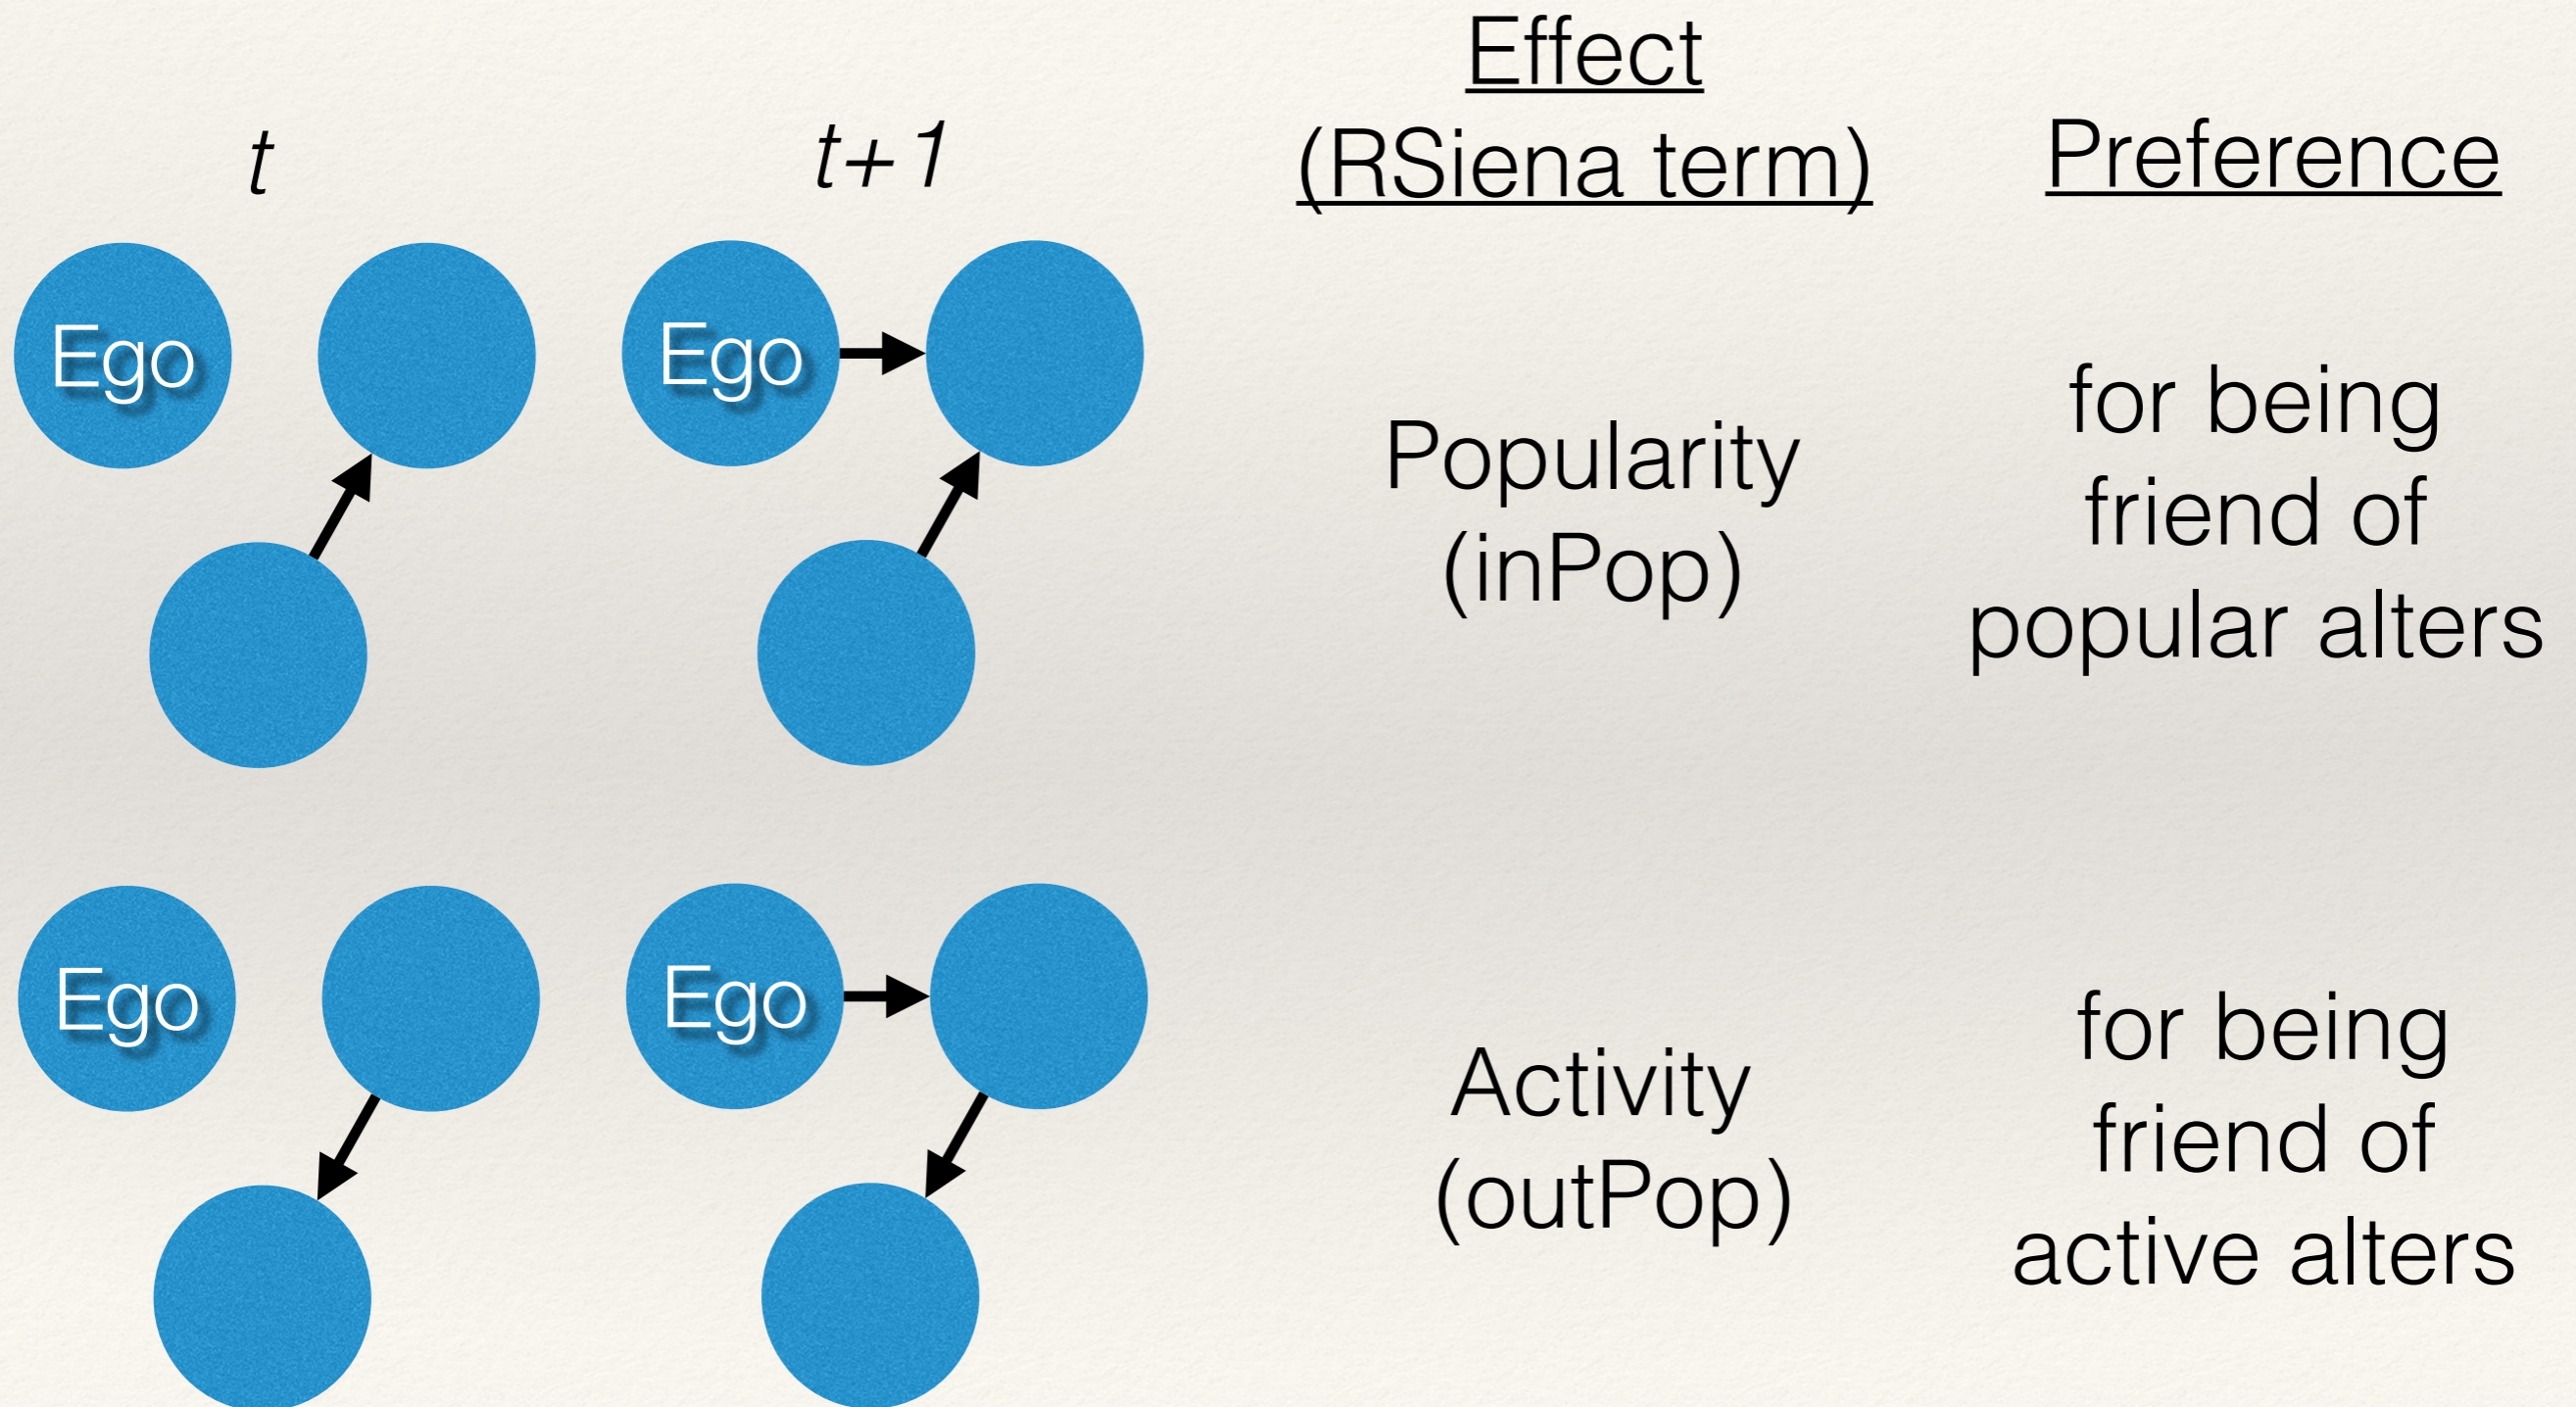 t
t+1
Effect
(RSiena term)
Preference
Ego
Ego
Popularity
(inPop)
for being
friend of
popular alters
Ego
Ego
Activity
(outPop)
for being
friend of
active alters